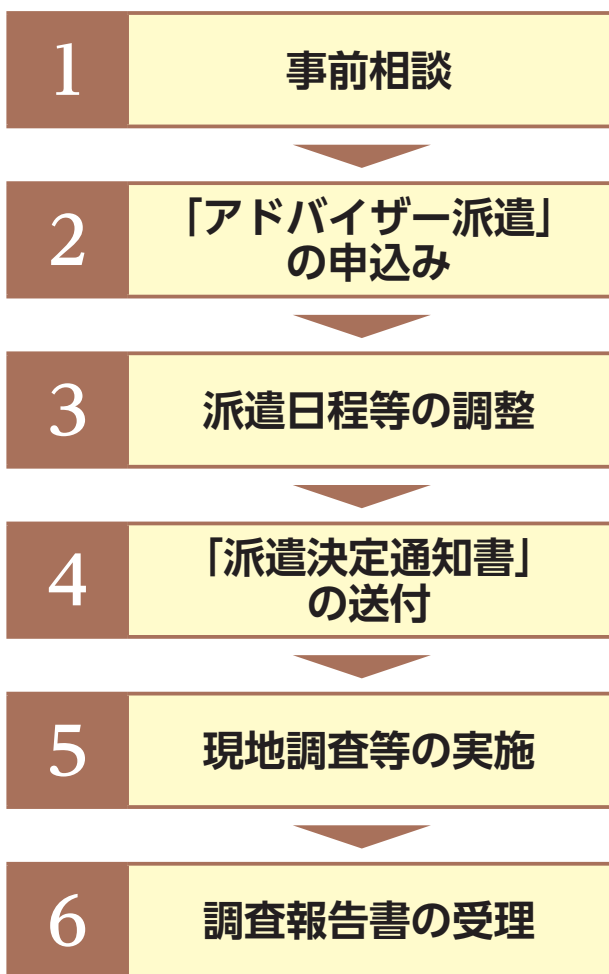 1
事前相談
2
「アドバイザー派遣」
の申込み
3
派遣日程等の調整
4
「派遣決定通知書」
の送付
5
現地調査等の実施
6
調査報告書の受理